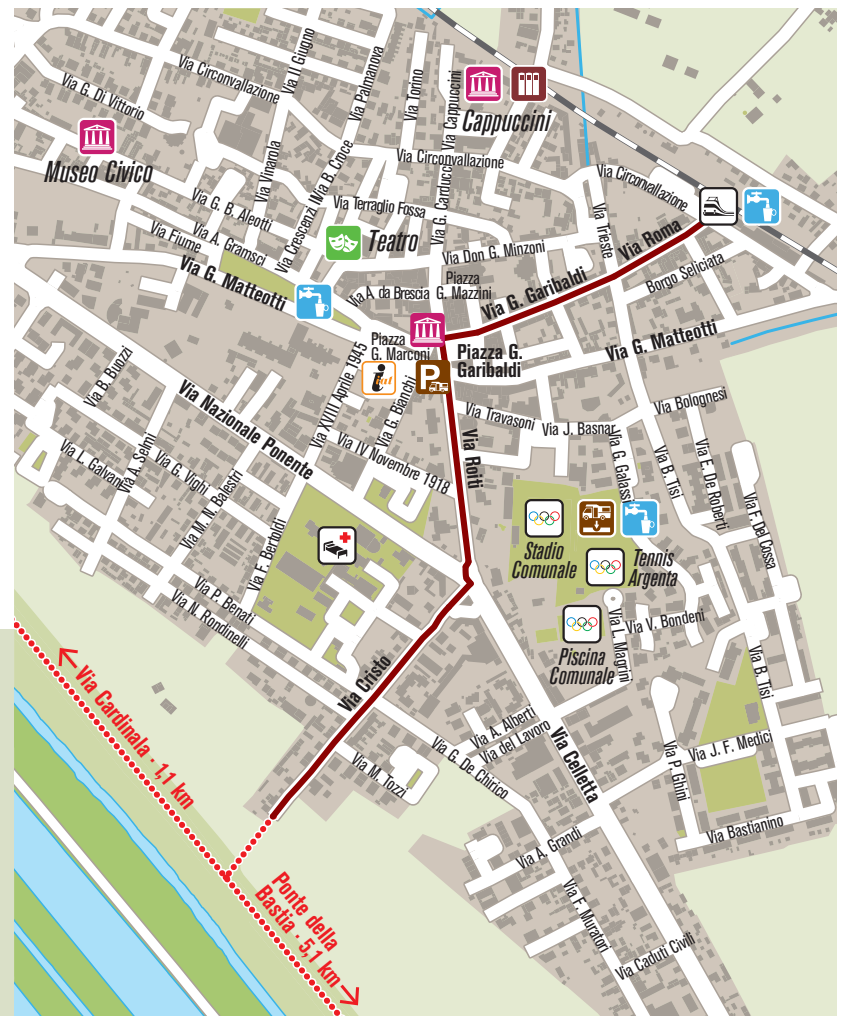 Via II Giugno
Via Palmanova
Via Circonvallazione
Via Torino
Via Cappuccini
Cappuccini
Via G. Di Vittorio
Museo Civico
Via Vinarola
Via B. Croce
Via Circonvallazione
Via Circonvallazione
Via G. Carducci
Via G. B. Aleotti
Via Terraglio Fossa
Via Crescenzi N.
Via A. Gramsci
Via Fiume
Teatro
Via Trieste
Via Roma
Via Don G. Minzoni
Via G. Matteotti
Borgo Seliciata
Via A da Brescia
Piazza
G. Mazzini
Via G. Garibaldi
Piazza
G. Marconi
Piazza G.
Garibaldi
Via G. Matteotti
i
P
Via B. Buozzi
Via XVIII Aprile 1945
Via G. Bianchi
Via Nazionale Ponente
Via Travasoni
Via J. Basnar
Via Bolognesi
Via Rotti
Via IV Novembre 1918
Via L. Galvani
Via A. Selmi
Via G. Vighi
Via M. N. Balestri
Via G. Galassi
Via B. Tisi
Via E. De Roberti
Via F. Del Cossa
Via F. Bertoldi
Stadio
Comunale
Tennis
Argenta
Via P. Benati
Via N. Rondinelli
Via L. Magrini
Via V. Bondeni
Piscina
Comunale
Via B. Tisi
Via Cristo
Via Cardinala - 1,1 km
Via A. Alberti
Via del Lavoro
Via G. De Chirico
Via M. Tozzi
Via Celletta
Via P. Ghini
Via J. F. Medici
Via Bastianino
Via A. Grandi
Ponte della
Bastia - 5,1 km
Via F. Muratori
Via Caduti Civili